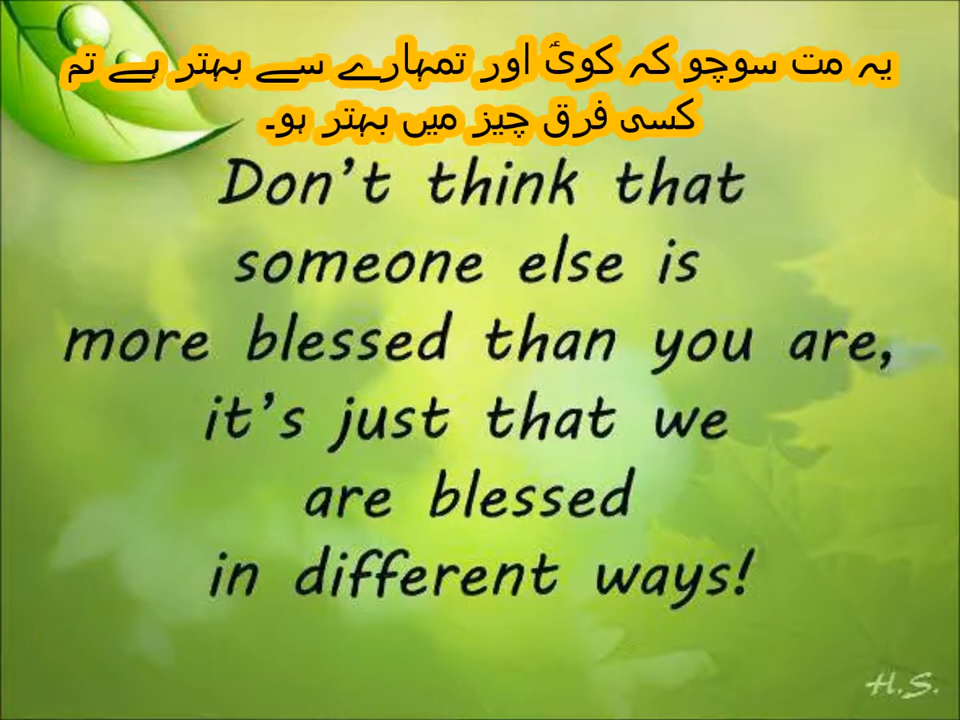 یہ مت سوچو کہ کویؑ اور تمہارے سے بہتر ہے تم
کسی فرق چیز میں بہتر ہو۔
Don't think that
someone else is
more blessed than you are,
it's just that we
are blessed
in different ways!
H.S.